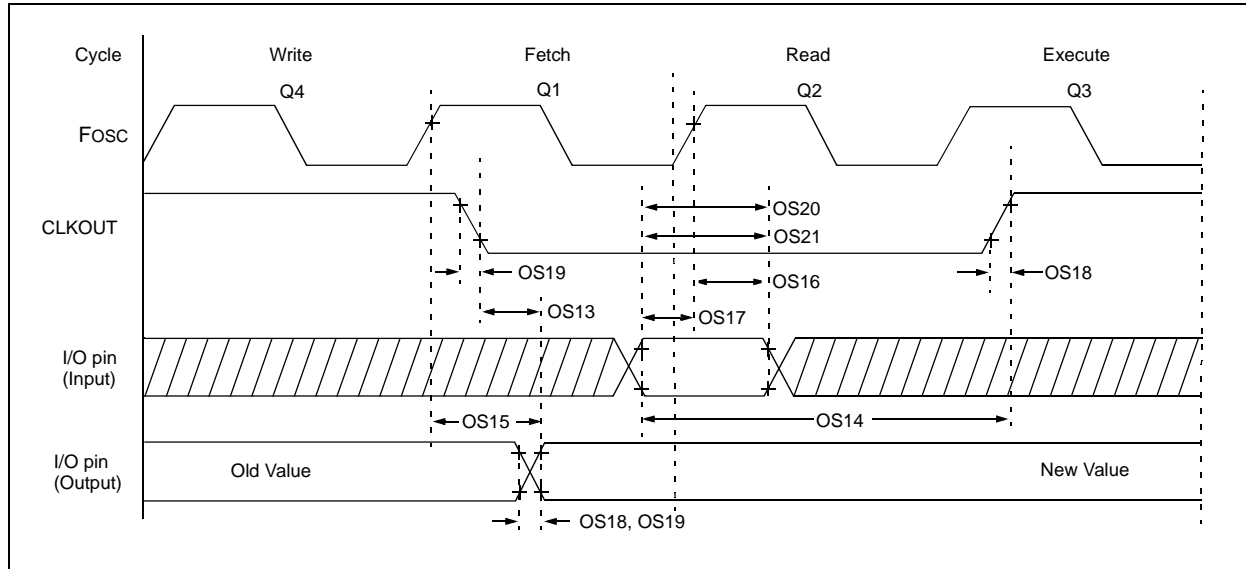 Cycle Write Fetch Read Execute
Q4 Q1 Q2 Q3
FOSC
CLKOUT
OS20
OS21
OS19 OS16 OS18
OS13 OS17
I/O pin
(Input)
OS15 OS14
I/O pin
(Output)
Old Value New Value
OS18, OS19